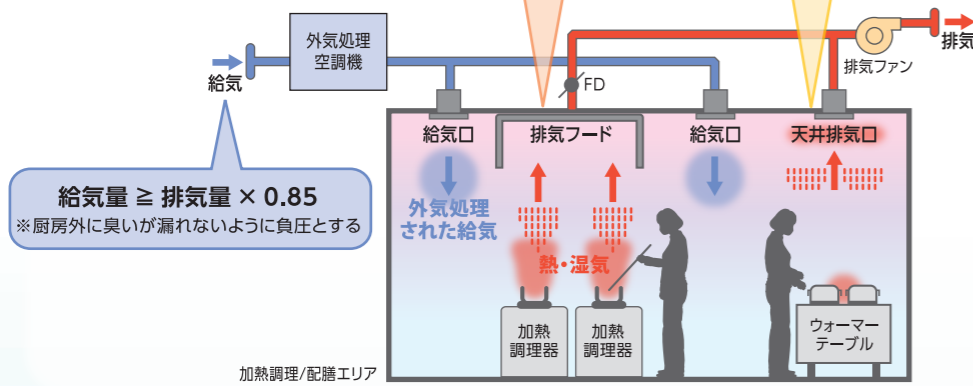 外気処理
空調機
給気
FD
排気ファン
排気
給気口
排気フード
給気口
天井排気口
給気量 ≧ 排気量 × 0.85
※厨房外に臭いが漏れないように負圧とする
外気処理
された給気
熱・湿気
加熱
調理器
加熱
調理器
ウォーマー
テーブル
加熱調理/配膳エリア